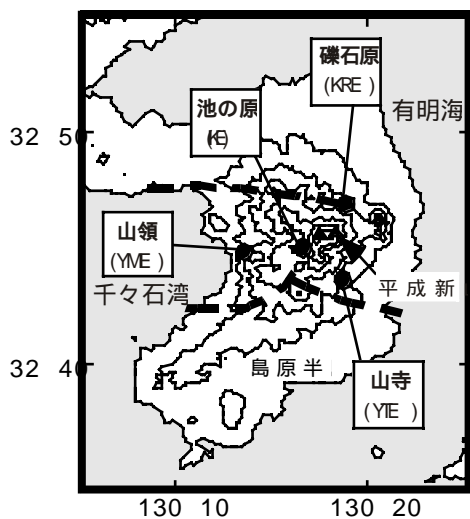 礫石原
(KRE )
池の原
(KE)
有明海
32 50
山領
(YME )
千々石湾
平成新
島原半
32 40
山寺
(YTE )
130 10
130 20